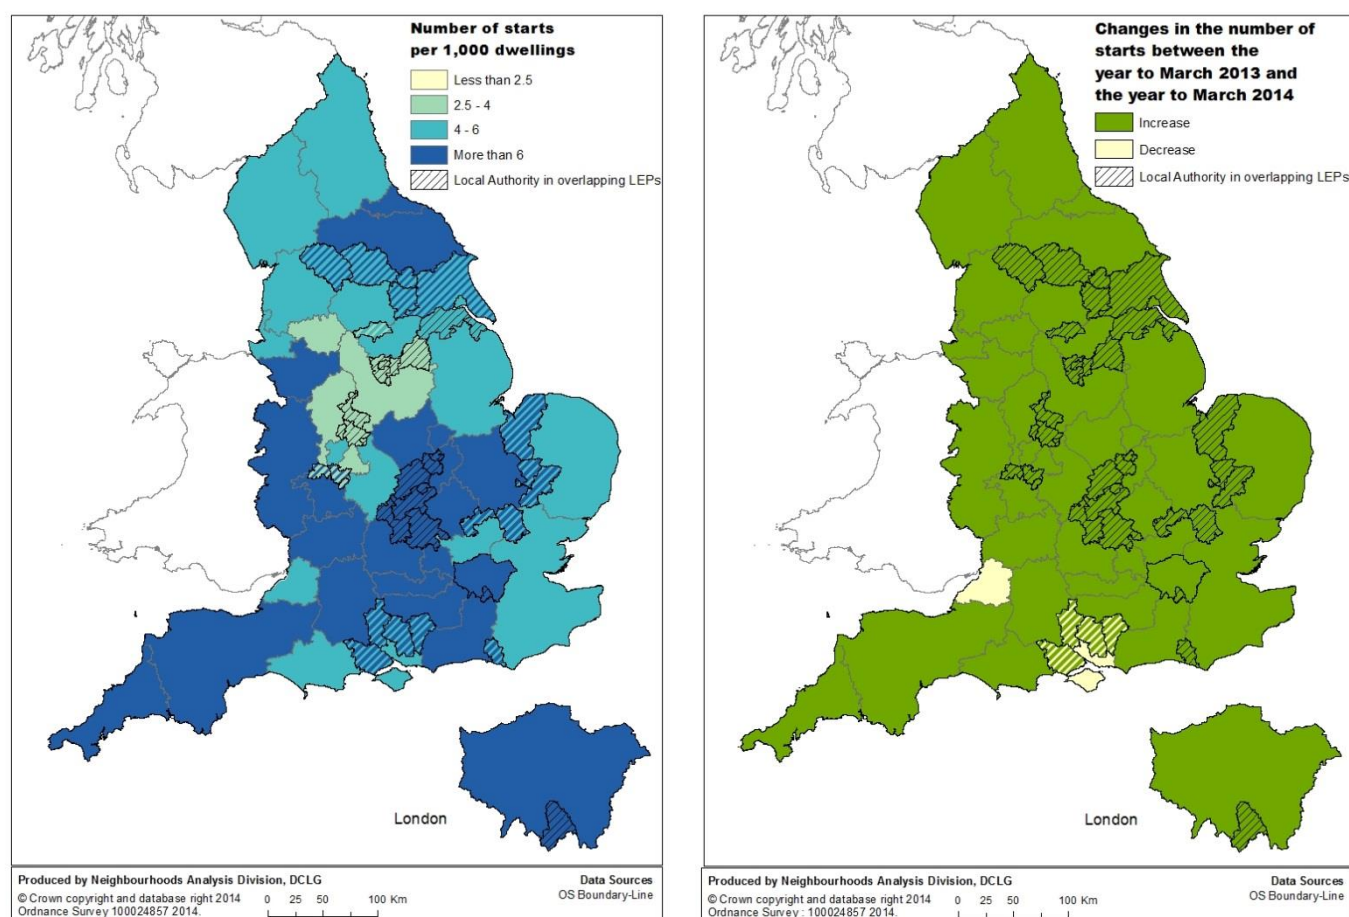 Number of starts
per 1,000 dwellings
Less than 2.5
2.5 - 4
4 - 6
More than 6
Local Authority in overlapping LEPs
London
Produced by Neighbourhoods Analysis Division, DCLG
© Crown copyright and database right 2014
Ordnance Survey 100024857 2014.
0 25 50 100 Km
Data Sources
OS Boundary-Line
Changes in the number of
starts between the
year to March 2013 and
the year to March 2014
Increase
Decrease
Local Authority in overlapping LEPs
London
Produced by Neighbourhoods Analysis Division, DCLG
© Crown copyright and database right 2014
Ordnance Survey : 100024857 2014.
0 25 50 100 Km
Data Sources
OS Boundary-Line